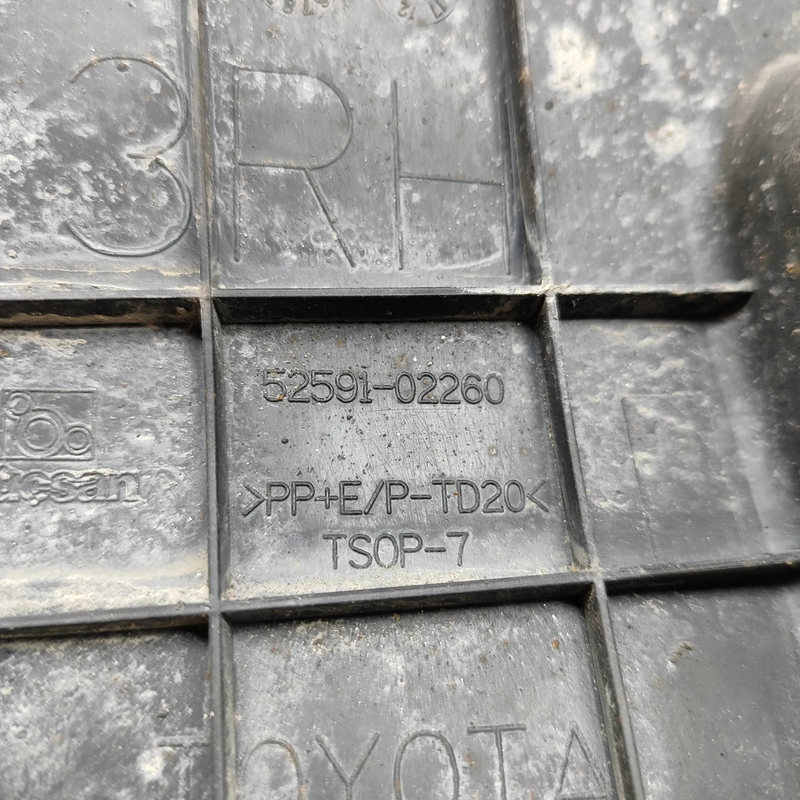 3RH
52591-02260
>PP+E/P-TD20<
TSOP-7
TOYOTA